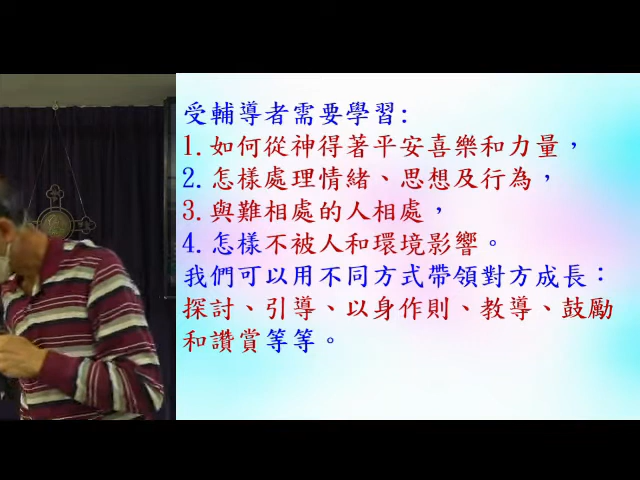 受輔導者需要學習:
1.如何從神得著平安喜樂和力量，
2.怎樣處理情緒、思想及行為，
3.與難相處的人相處，
4.怎樣不被人和環境影響。
我們可以用不同方式帶領對方成長：
探討、引導、以身作則、教導、鼓勵
和讚賞等等。